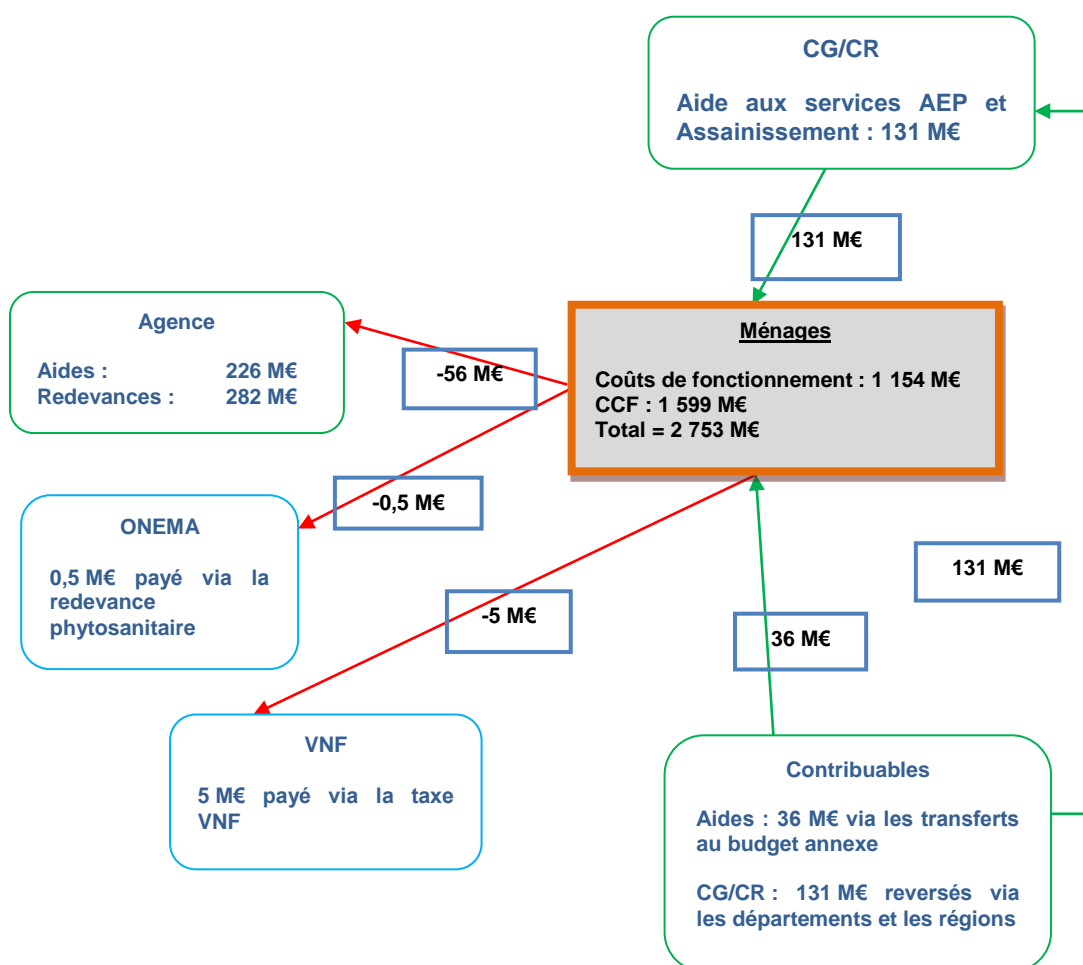 CG/CR
Aide aux services AEP et
Assainissement : 131 M€
131 M€
Agence
Aides : 226 M€
Redevances : 282 M€
-56 M€
Ménages
Coûts de fonctionnement : 1 154 M€
CCF : 1 599 M€
Total = 2 753 M€
-0,5 M€
ONEMA
0,5 M€ payé via la
redevance
phytosanitaire
131 M€
-5 M€
36 M€
VNF
5 M€ payé via la taxe
VNF
Contribuables
Aides : 36 M€ via les transferts
au budget annexe
CG/CR : 131 M€ reversés via
les départements et les régions